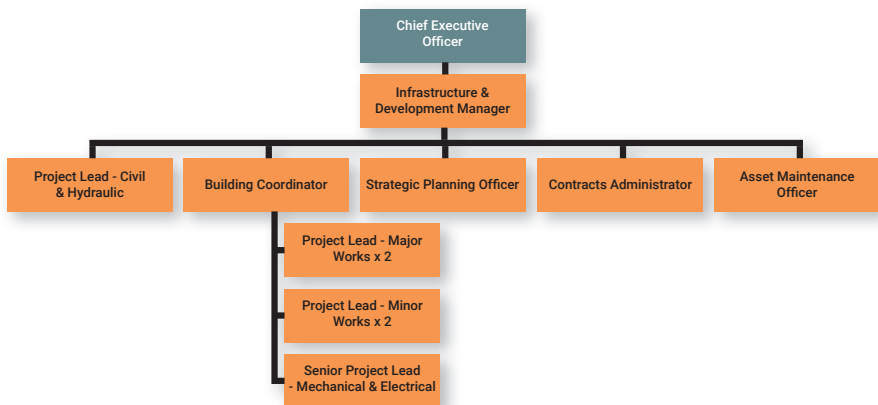 Chief Executive
Officer
Infrastructure &
Development Manager
Project Lead - Civil
& Hydraulic
Building Coordinator
Strategic Planning Officer
Contracts Administrator
Asset Maintenance
Officer
Project Lead - Major
Works x 2
Project Lead - Minor
Works x 2
Senior Project Lead
- Mechanical & Electrical